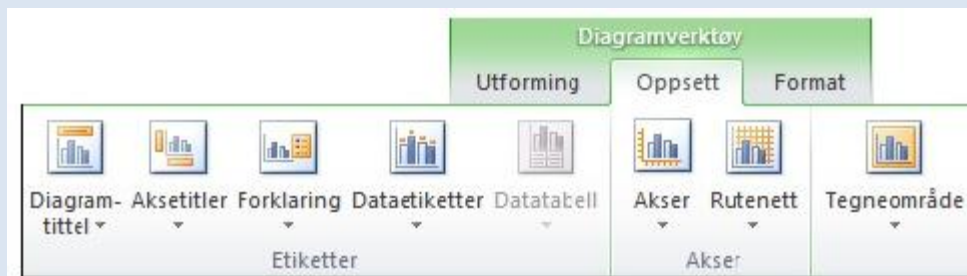 Diagramverktøy
Utforming Oppsett Format
Diagram- Aksetitler Forklaring Dataetiketter Datatabell Akser Rutenett Tegneområde
tittel
Etiketter Akser